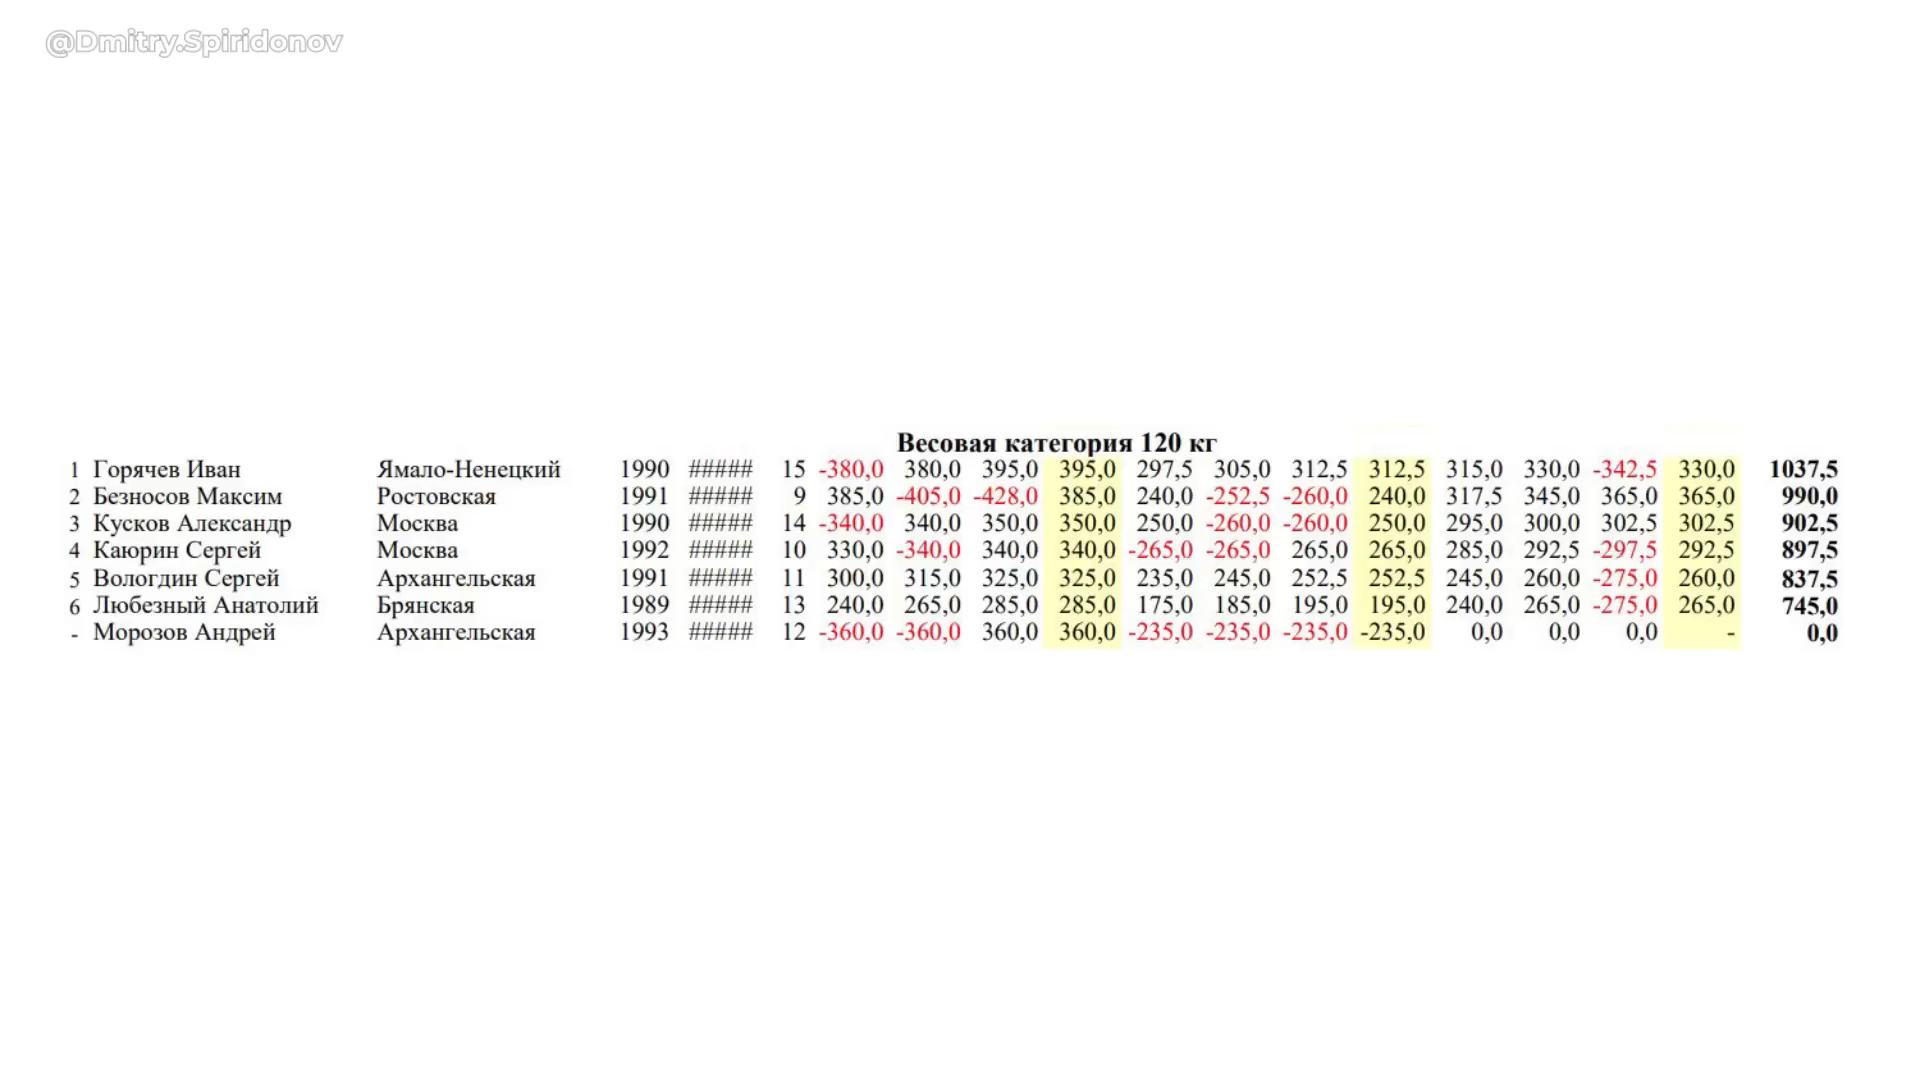 @Dmitry.Spiridonov
Весовая категория 120 кг
1 Горячев Иван Ямало-Ненецкий 1990 ##### 15 -380,0 380,0 395,0 395,0 297,5 305,0 312,5 312,5 315,0 330,0 -342,5 330,0 1037,5
2 Безносов Максим Ростовская 1991 ##### 9 385,0 -405,0 -428,0 385,0 240,0 -252,5 -260,0 240,0 317,5 345,0 365,0 365,0 990,0
3 Кусков Александр Москва 1990 ##### 14 -340,0 340,0 350,0 350,0 250,0 -260,0 -260,0 250,0 295,0 300,0 302,5 302,5 902,5
4 Каюрин Сергей Москва 1992 ##### 10 330,0 -340,0 340,0 340,0 -265,0 -265,0 265,0 265,0 285,0 292,5 -297,5 292,5 897,5
5 Вологдин Сергей Архангельская 1991 ##### 11 300,0 315,0 325,0 325,0 235,0 245,0 252,5 252,5 245,0 260,0 -275,0 260,0 837,5
6 Любезный Анатолий Брянская 1989 ##### 13 240,0 265,0 285,0 285,0 175,0 185,0 195,0 195,0 240,0 265,0 -275,0 265,0 745,0
- Морозов Андрей Архангельская 1993 ##### 12 -360,0 -360,0 360,0 360,0 -235,0 -235,0 -235,0 -235,0 0,0 0,0 0,0 - 0,0